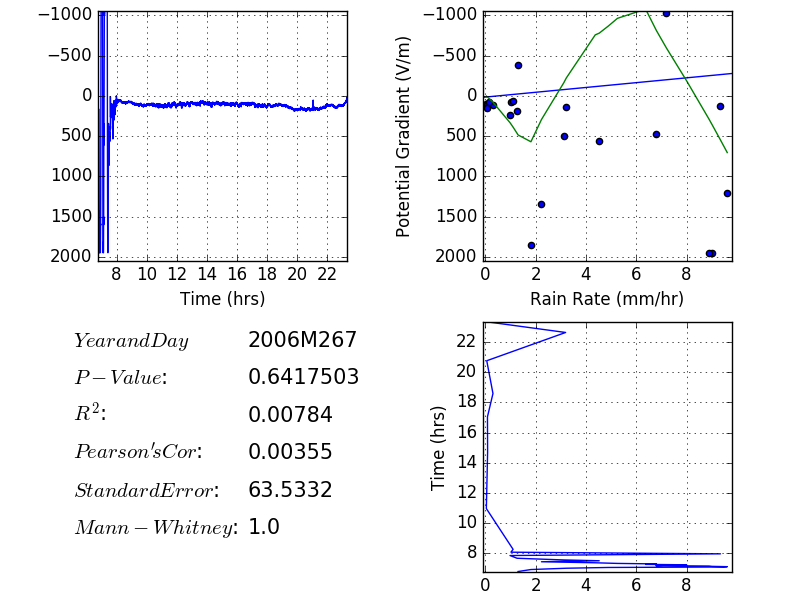 −1000
−500
0
500
1000
1500
2000
8 10 12 14 16 18 20 22
Time (hrs)
Potential Gradient (V/m)
−1000
−500
0
500
1000
1500
2000
0 2 4 6 8
Rain Rate (mm/hr)
YearandDay 2006M267
P−Value: 0.6417503
R²: 0.00784
Pearson'sCor: 0.00355
StandardError: 63.5332
Mann−Whitney: 1.0
Time (hrs)
22
20
18
16
14
12
10
8
0 2 4 6 8